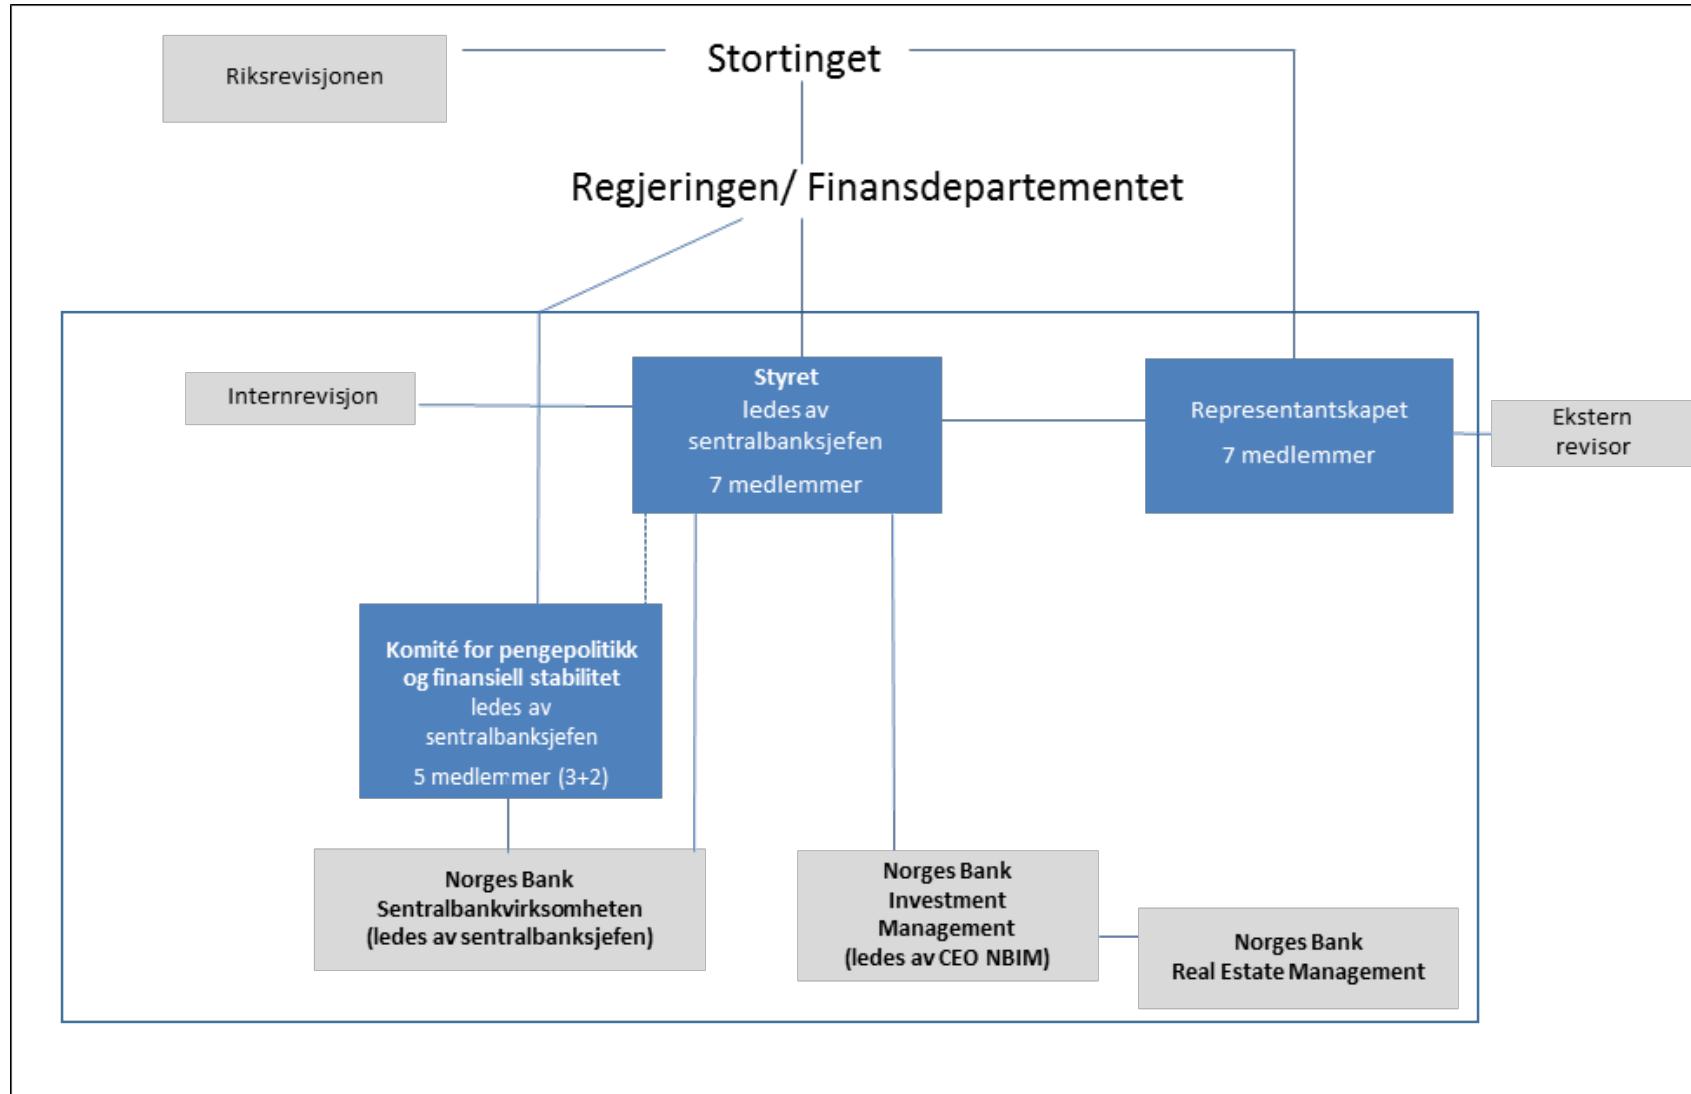 Riksrevisjonen
Stortinget
Regjeringen/ Finansdepartementet
Internrevisjon
Styret
ledes av
sentralbanksjefen
7 medlemmer
Representantskapet
7 medlemmer
Ekstern
revisor
Komité for pengepolitikk
og finansiell stabilitet
ledes av
sentralbanksjefen
5 medlemmer (3+2)
Norges Bank
Sentralbankvirksomheten
(ledes av sentralbanksjefen)
Norges Bank
Investment
Management
(ledes av CEO NBIM)
Norges Bank
Real Estate Management